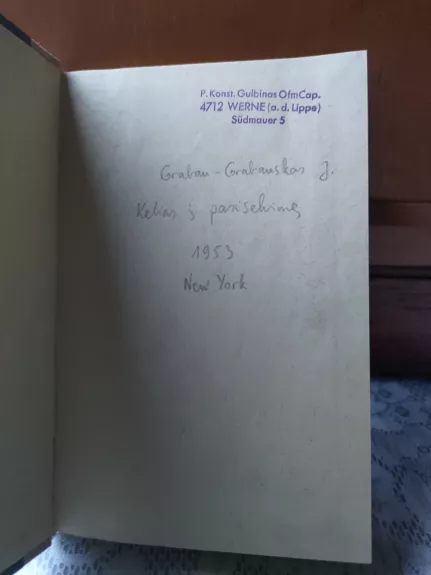 P. Konst. Gulbinas OfmCap.
4712 WERNE (a. d. Lippe)
Südmauer 5
Grabau-Grabauskas J.
Kelias į pasisekimą
1953
New York